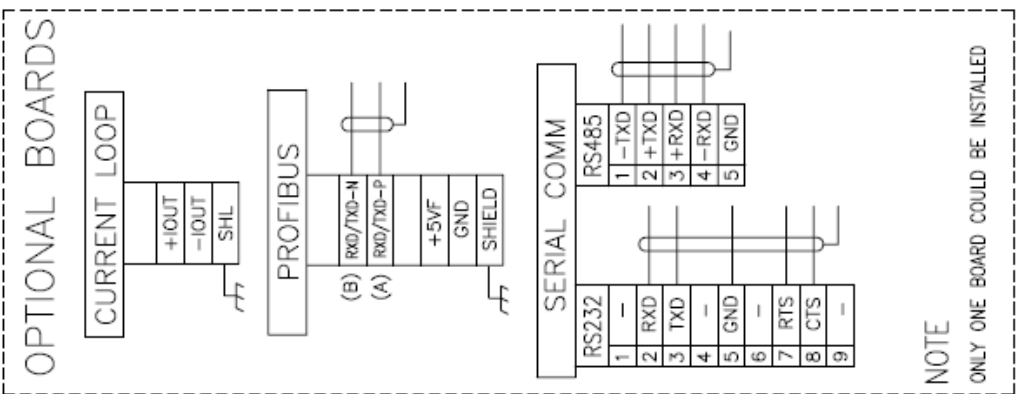 OPTIONAL BOARDS
CURRENT LOOP
+IOUT
-IOUT
SHL
PROFIBUS
(B) RXD/TXD-N
(A) RXD/TXD-P
+5VF
GND
SHIELD
SERIAL COMM
RS232
1 -
2 RXD
3 TXD
4 -
5 GND
6 -
7 RTS
8 CTS
9 -
RS485
1 -TXD
2 +TXD
3 +RXD
4 -RXD
5 GND
NOTE
ONLY ONE BOARD COULD BE INSTALLED